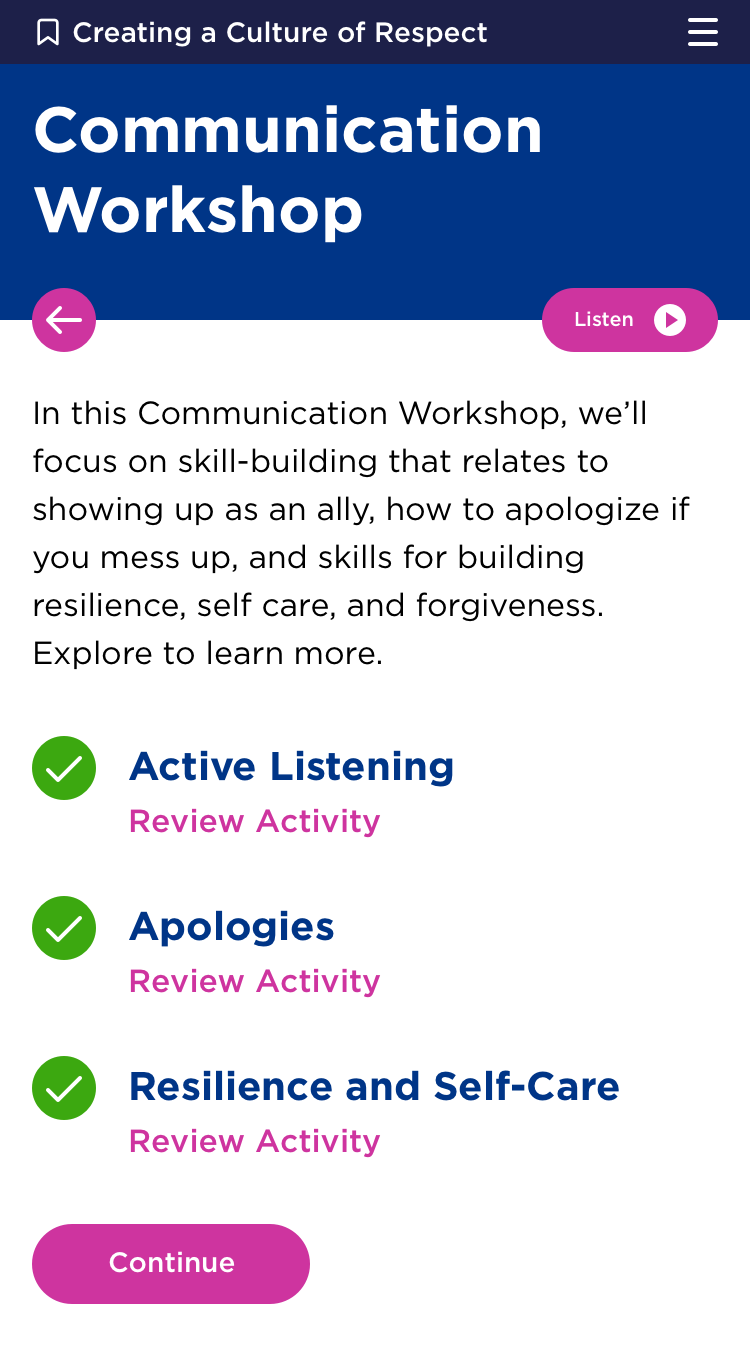 Creating a Culture of Respect
Communication
Workshop
Listen
In this Communication Workshop, we’ll
focus on skill-building that relates to
showing up as an ally, how to apologize if
you mess up, and skills for building
resilience, self care, and forgiveness.
Explore to learn more.
Active Listening
Review Activity
Apologies
Review Activity
Resilience and Self-Care
Review Activity
Continue